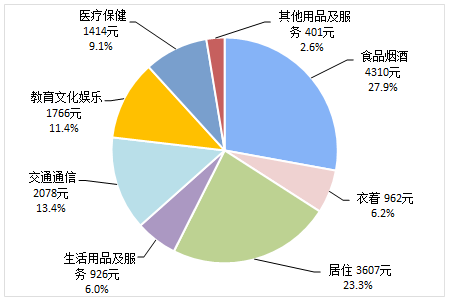 医疗保健
1414元
9.1%
其他用品及服
务 401元
2.6%
食品烟酒
4310元
27.9%
教育文化娱乐
1766元
11.4%
交通通信
2078元
13.4%
衣着 962元
6.2%
生活用品及服
务 926元
6.0%
居住 3607元
23.3%